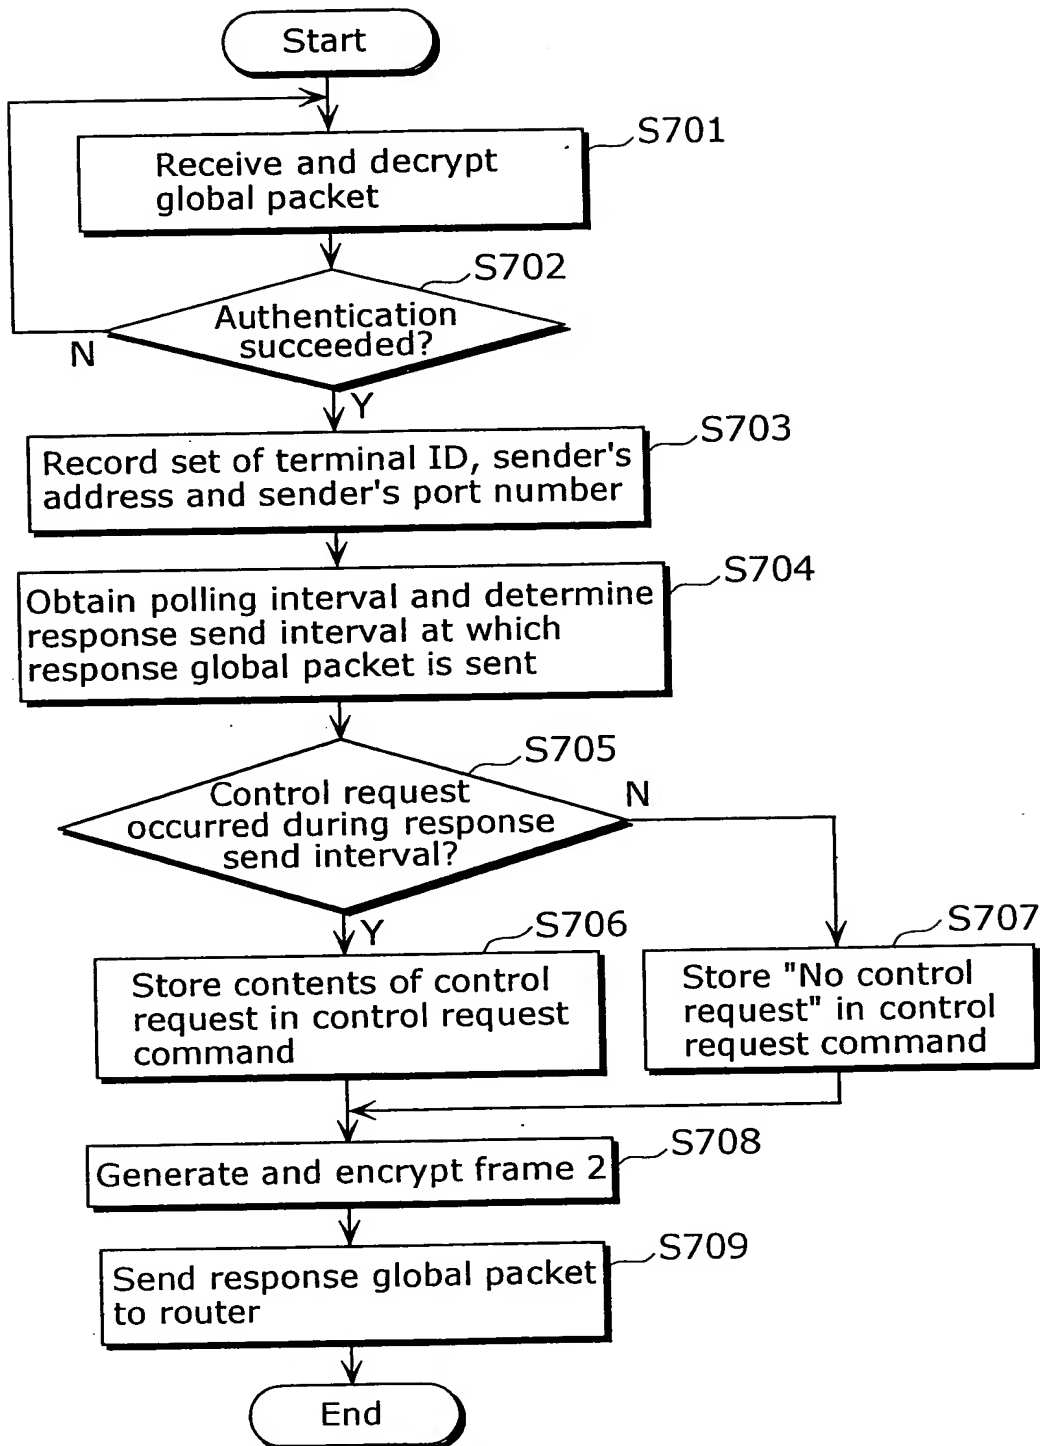 Start
S701
Receive and decrypt
global packet
S702
Authentication
succeeded?
N
Y
S703
Record set of terminal ID, sender's
address and sender's port number
S704
Obtain polling interval and determine
response send interval at which
response global packet is sent
S705
Control request
occurred during response
send interval?
N
Y
S706
Store contents of control
request in control request
command
S707
Store "No control
request" in control
request command
S708
Generate and encrypt frame 2
S709
Send response global packet
to router
End